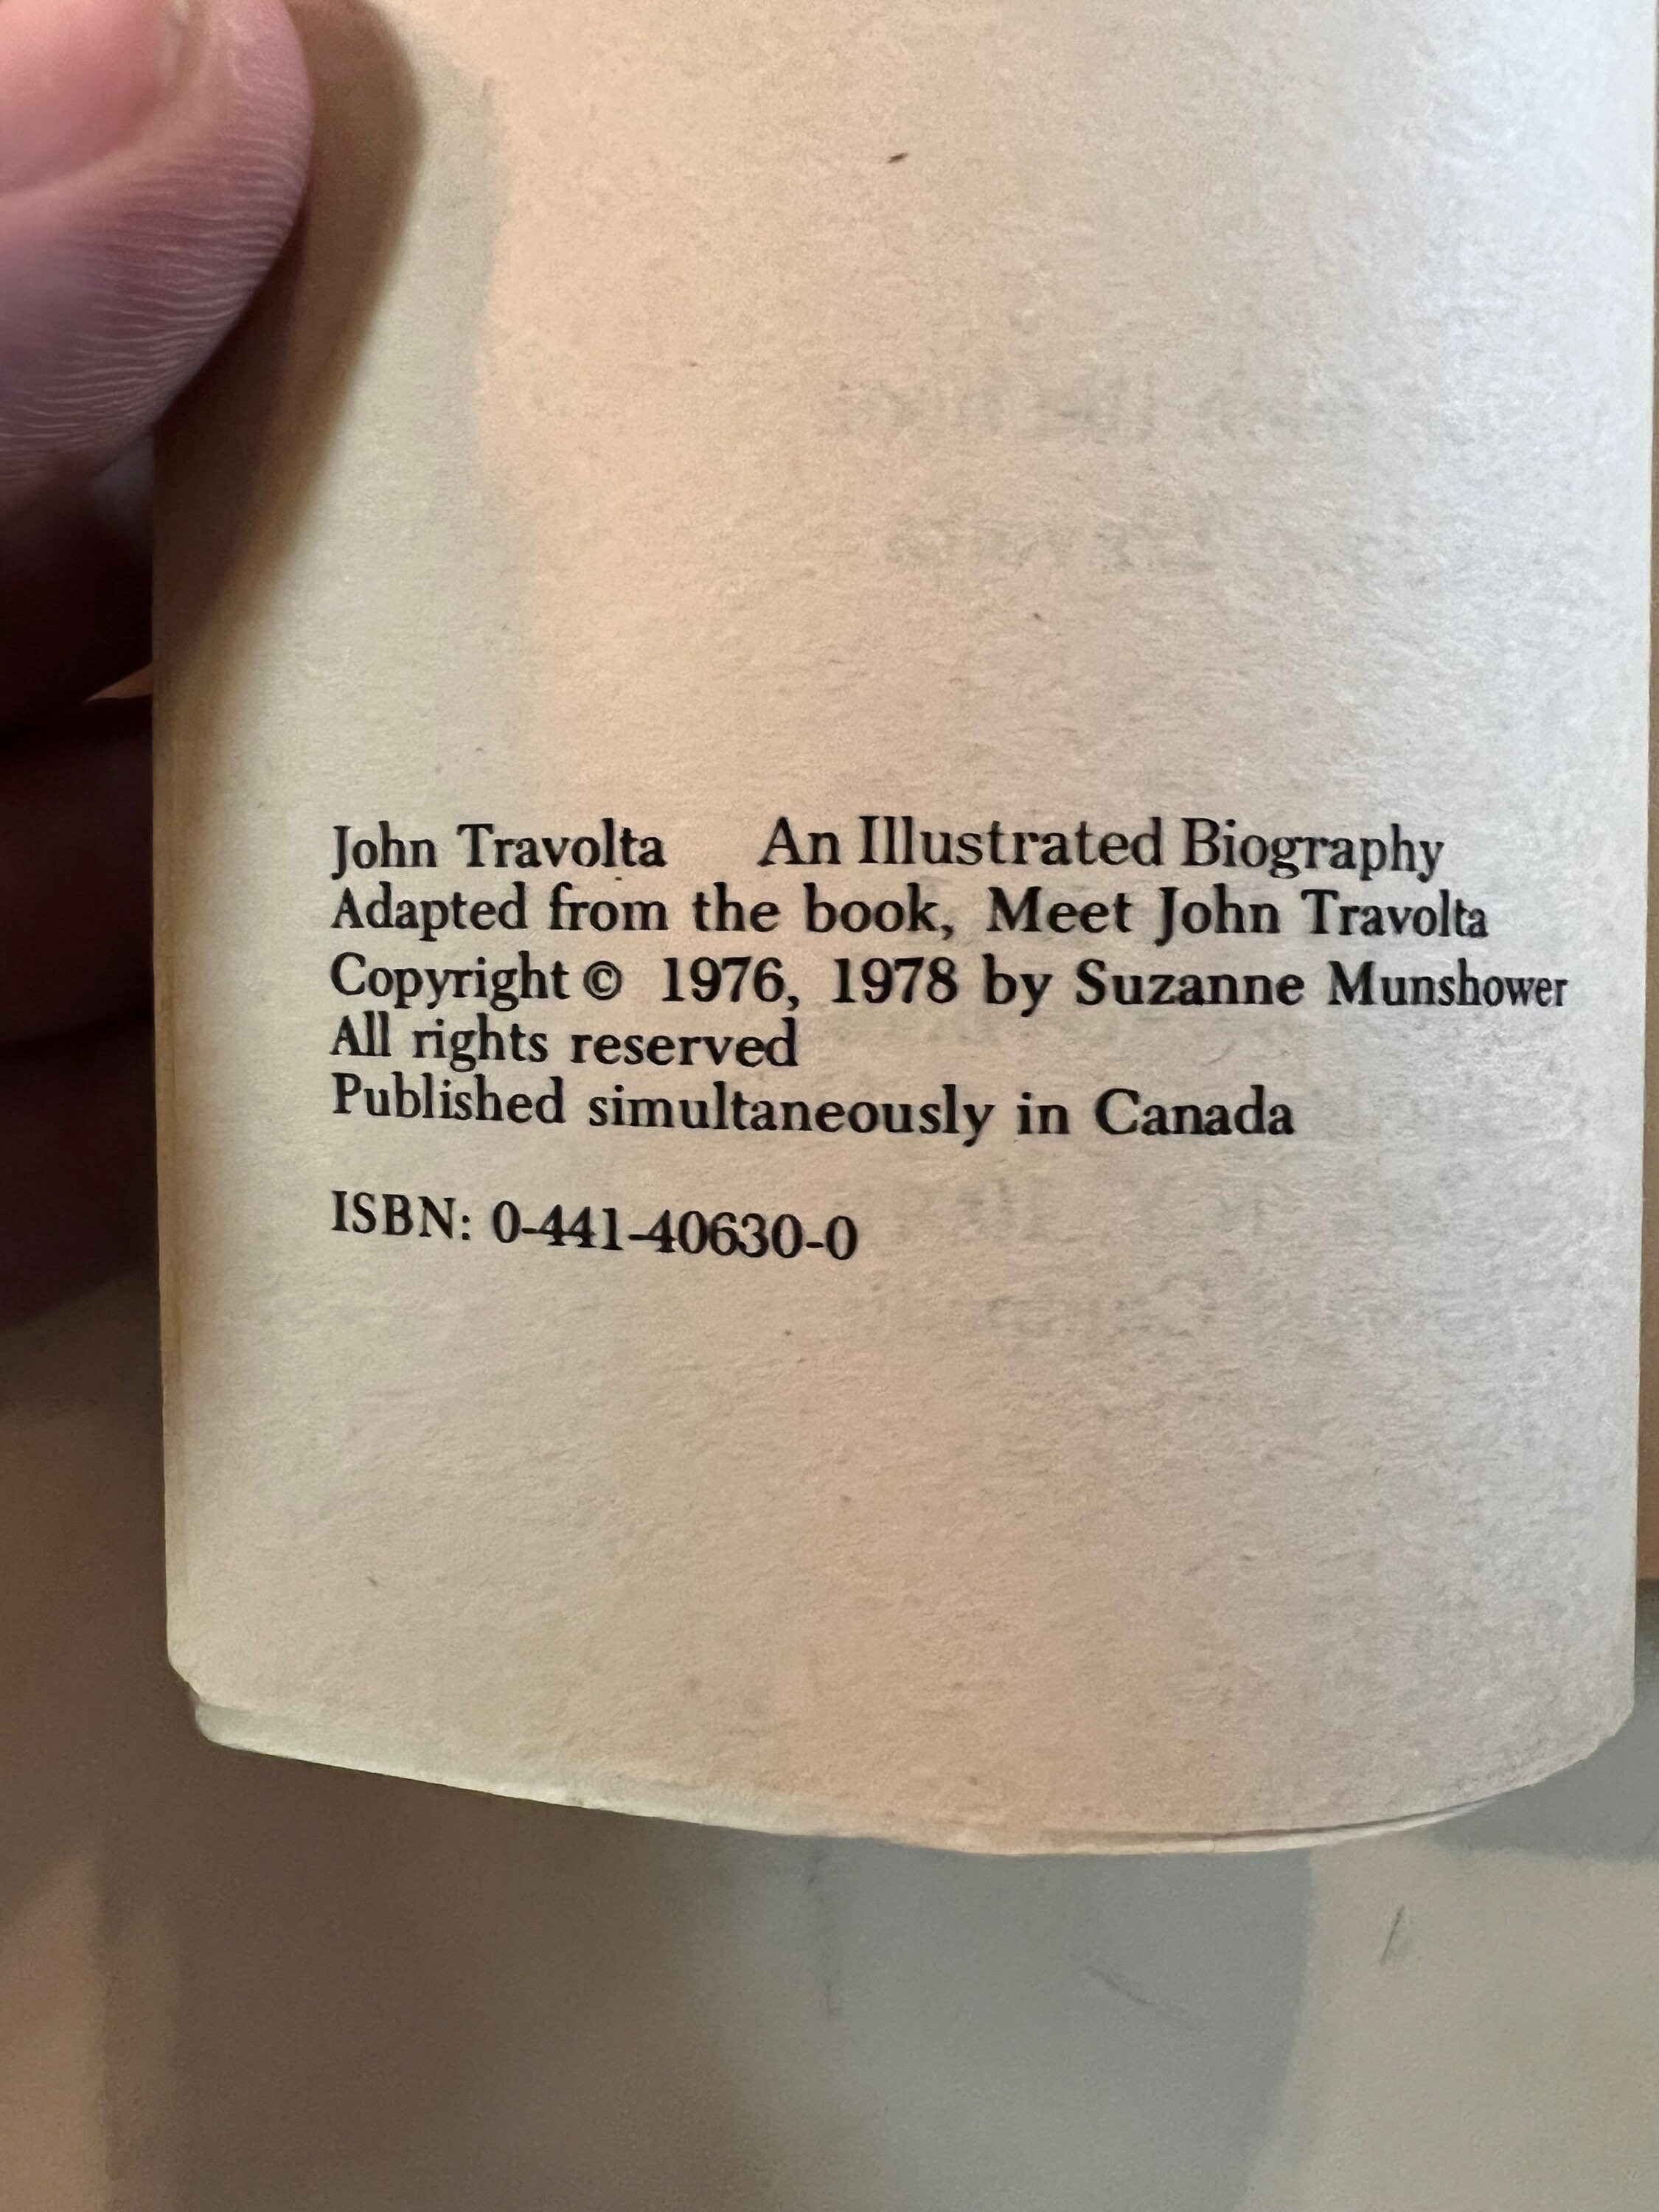 John Travolta An Illustrated Biography
Adapted from the book, Meet John Travolta
Copyright © 1976, 1978 by Suzanne Munshower
All rights reserved
Published simultaneously in Canada
ISBN: 0-441-40630-0